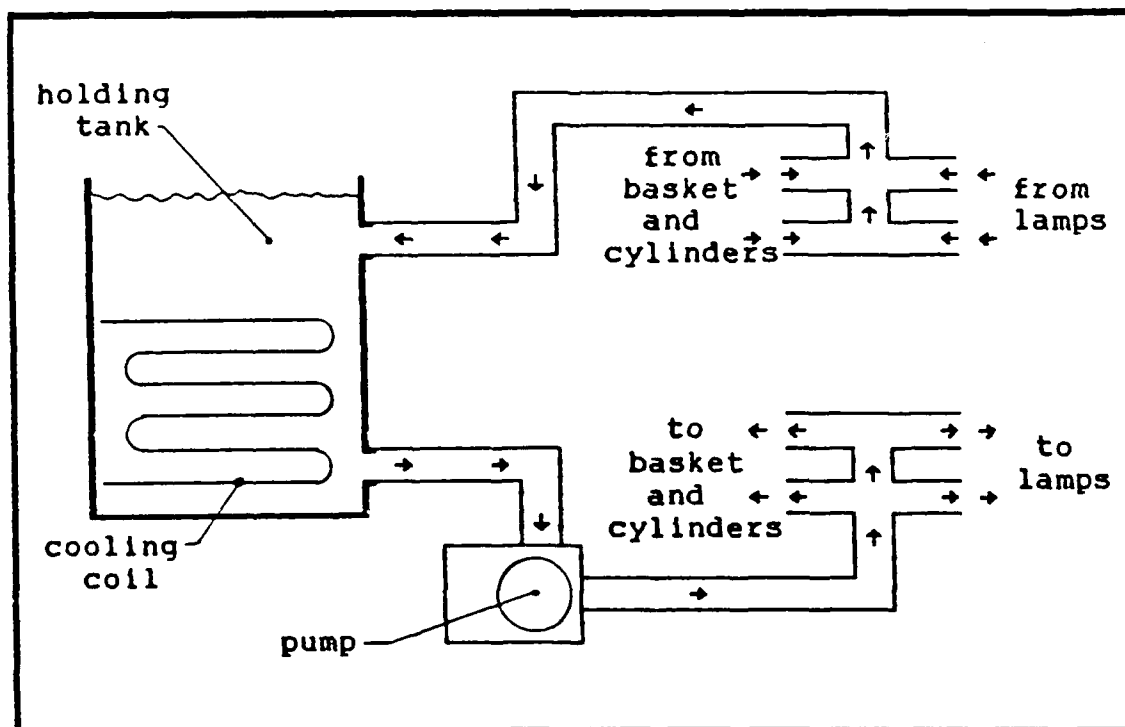 holding
tank
from
basket
and
cylinders
from
lamps
to
basket
and
cylinders
to
lamps
cooling
coil
pump